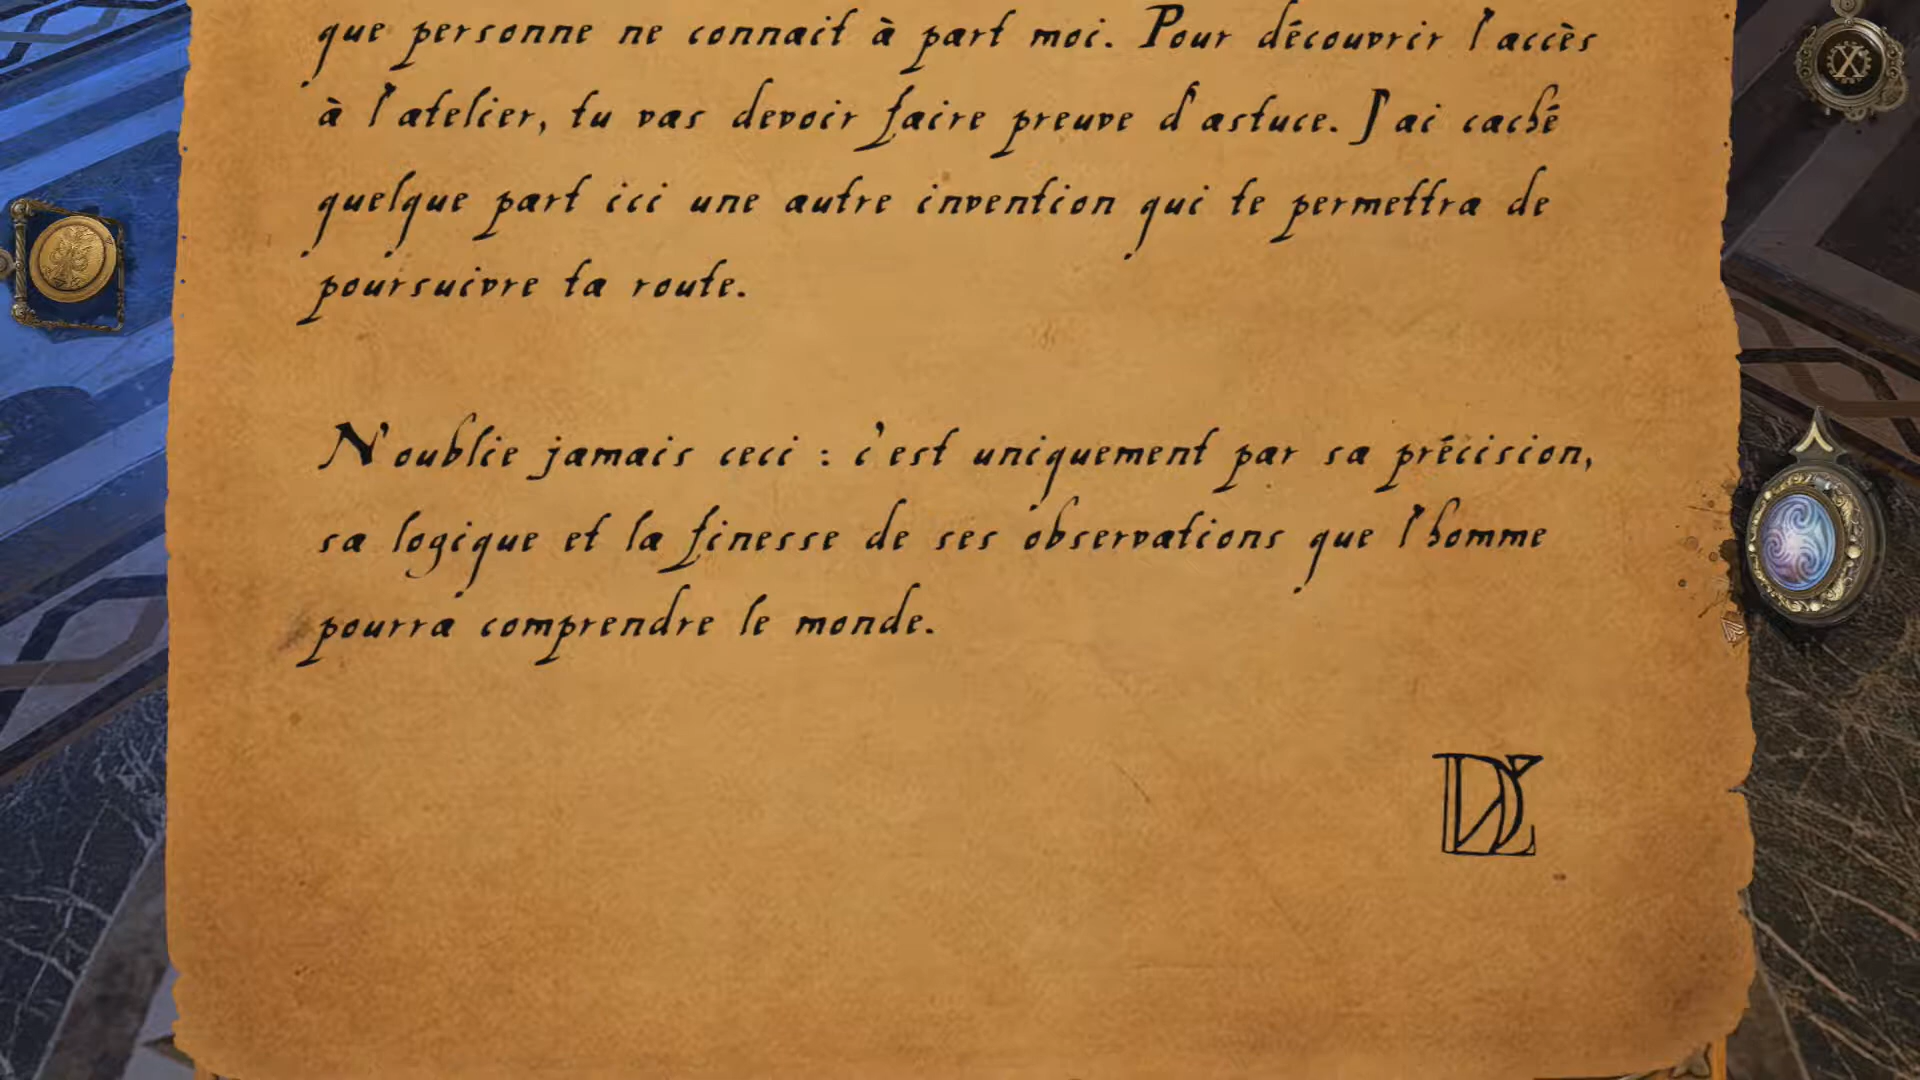 que personne ne connait à part moi. Pour découvrir l'accès
à l'atelier, tu vas devoir faire preuve d'astuce. J'ai caché
quelque part ici une autre invention qui te permettra de
poursuivre ta route.
N'oublie jamais ceci : c'est uniquement par sa précision,
sa logique et la finesse de ses observations que l'homme
pourra comprendre le monde.